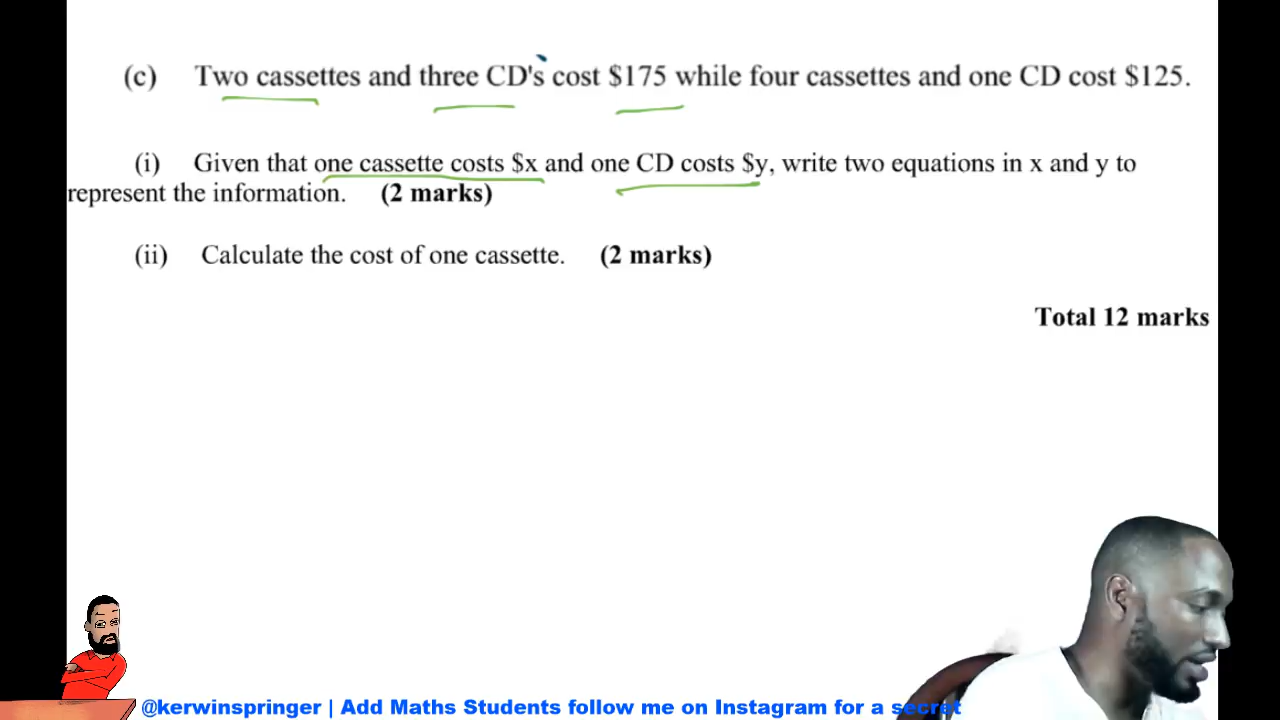 (c) Two cassettes and three CD's cost $175 while four cassettes and one CD cost $125.
(i) Given that one cassette costs $x and one CD costs $y, write two equations in x and y to
represent the information. (2 marks)
(ii) Calculate the cost of one cassette. (2 marks)
Total 12 marks
@kerwinspringer | Add Maths Students follow me on Instagram for a secret